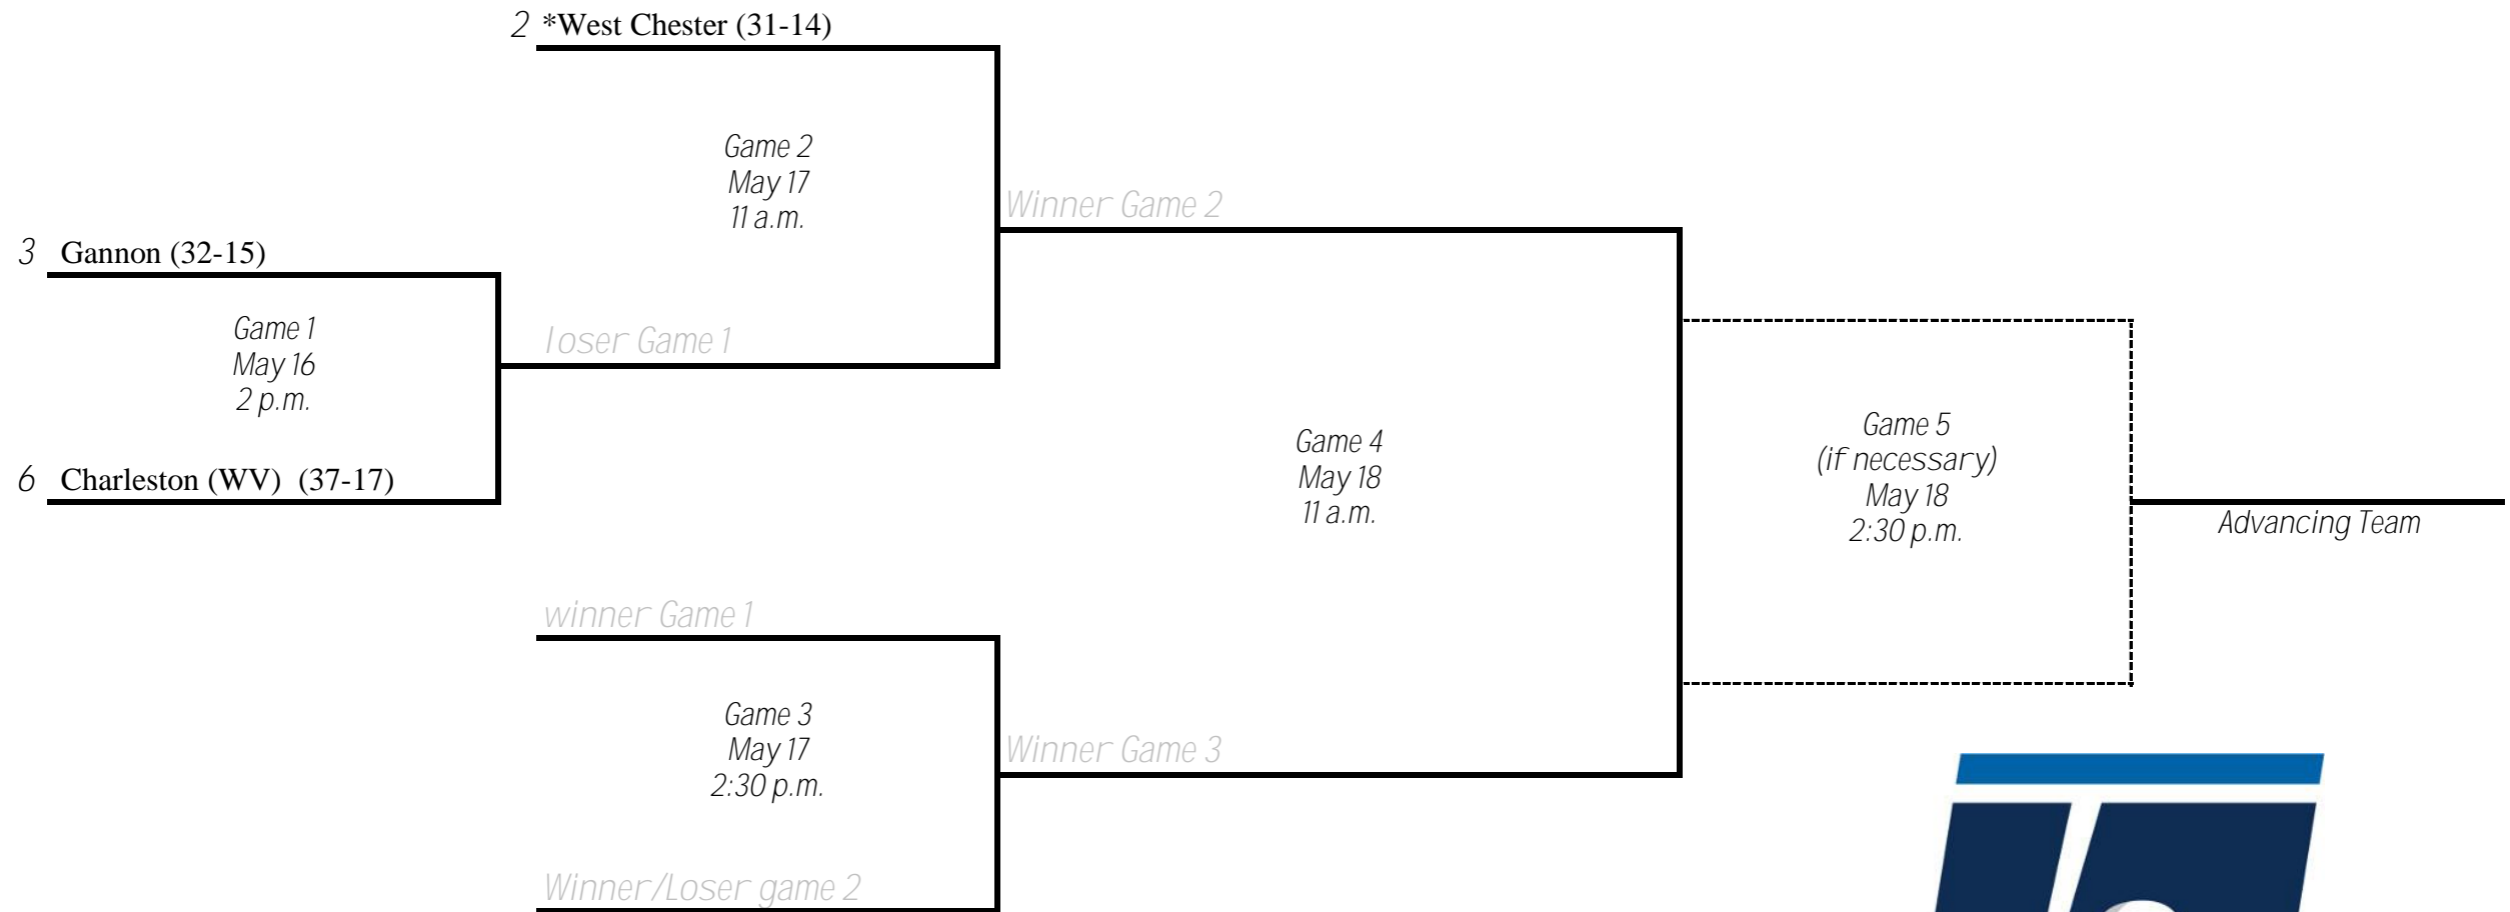 2 *West Chester (31-14)
Game 2
May 17
11 a.m.
Winner Game 2
3 Gannon (32-15)
Game 1
May 16
2 p.m.
loser Game 1
6 Charleston (WV) (37-17)
Game 4
May 18
11 a.m.
Game 5
(if necessary)
May 18
2:30 p.m.
Advancing Team
winner Game 1
Game 3
May 17
2:30 p.m.
Winner Game 3
Winner/Loser game 2